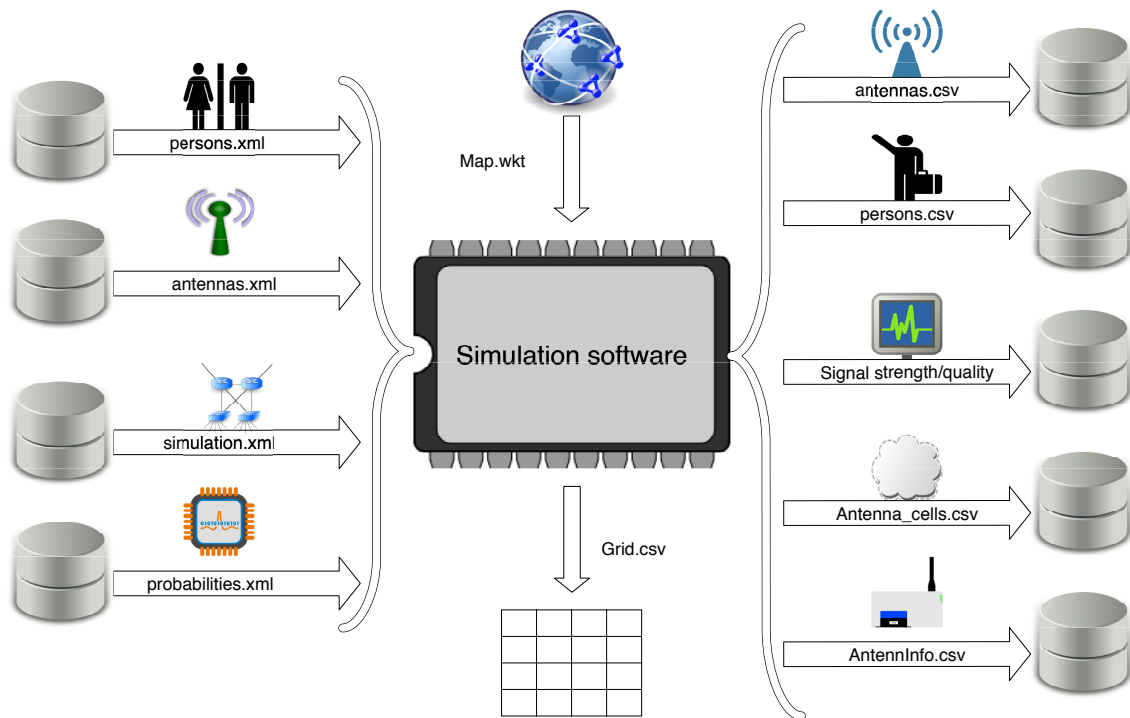 persons.xml
antennas.xml
simulation.xml
010101010101
probabilities.xml
Map.wkt
Simulation software
Grid.csv
antennas.csv
persons.csv
Signal strength/quality
Antenna_cells.csv
AntennInfo.csv